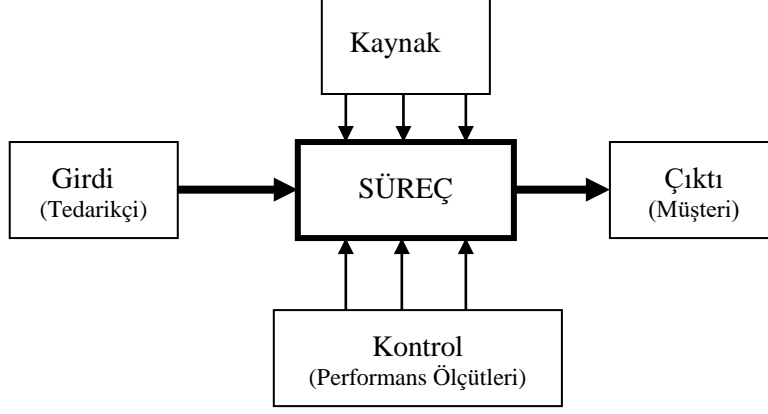 Kaynak
Girdi
(Tedarikçi)
SÜREÇ
Çıktı
(Müşteri)
Kontrol
(Performans Ölçütleri)